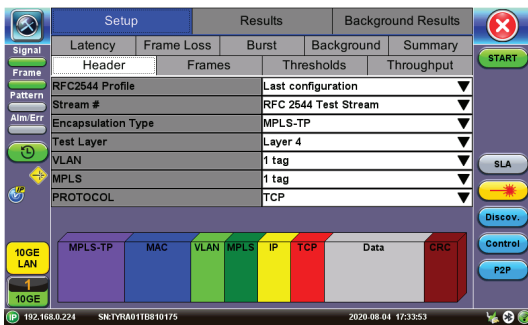 Setup Results Background Results
Signal Latency Frame Loss Burst Background Summary
Header Frames Thresholds Throughput START
Frame
RFC2544 Profile Last configuration
Pattern
Stream # RFC 2544 Test Stream
Alm/Err
Encapsulation Type MPLS-TP
Test Layer Layer 4
VLAN 1 tag SLA
MPLS 1 tag
IP
PROTOCOL TCP
Discov.
MPLS-TP MAC VLAN MPLS IP TCP Data CRC Control
10GE
LAN
P2P
1
10GE
IP 192.168.0.224 SN:TYRA01TB810175 2020-08-04 17:33:53